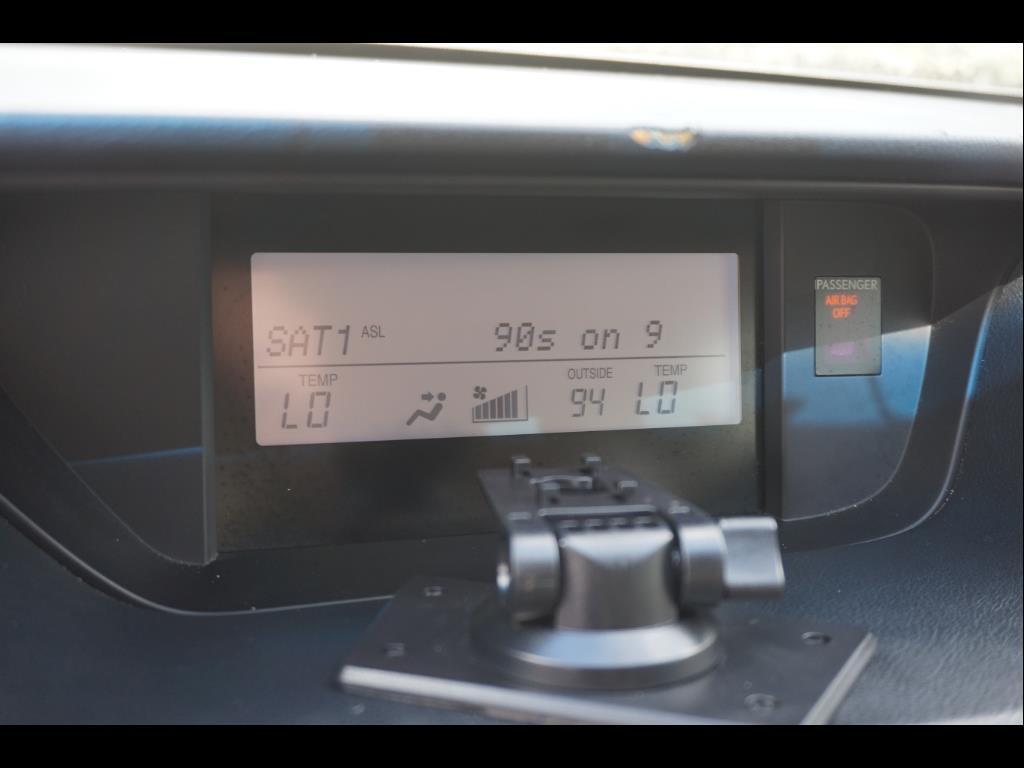 SAT1 ASL 90s on 9
TEMP OUTSIDE TEMP
LO 94 LO
PASSENGER
AIR BAG
OFF